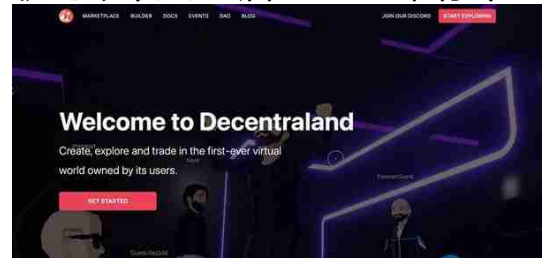 MARKETPLACE BUILDER DOCS EVENTS DAO BLOG JOIN OUR DISCORD START EXPLORING
Welcome to Decentraland
Create, explore and trade in the first-ever virtual
world owned by its users.
GET STARTED